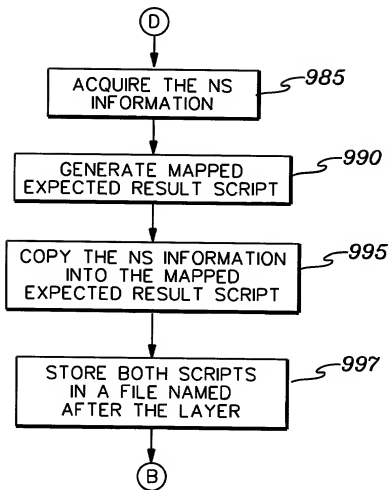 D
ACQUIRE THE NS
INFORMATION
985
GENERATE MAPPED
EXPECTED RESULT SCRIPT
990
COPY THE NS INFORMATION
INTO THE MAPPED
EXPECTED RESULT SCRIPT
995
STORE BOTH SCRIPTS
IN A FILE NAMED
AFTER THE LAYER
997
B